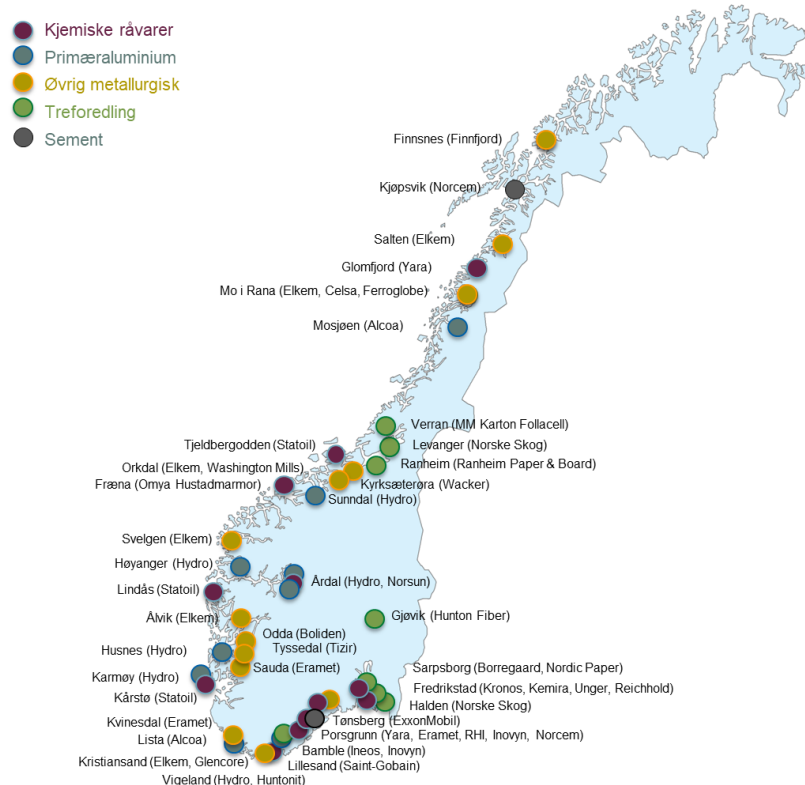 Kjemiske råvarer
Primæraluminium
Øvrig metallurgisk
Treforedling
Sement
Finnsnes (Finnfjord)
Kjøpsvik (Norcem)
Salten (Elkem)
Glomfjord (Yara)
Mo i Rana (Elkem, Celsa, Ferroglobe)
Mosjøen (Alcoa)
Verran (MM Karton Follacell)
Tjeldbergodden (Statoil)
Levanger (Norske Skog)
Orkdal (Elkem, Washington Mills)
Ranheim (Ranheim Paper & Board)
Fræna (Omya Hustadmarmor)
Kyrksæterøra (Wacker)
Sunndal (Hydro)
Svelgen (Elkem)
Høyanger (Hydro)
Årdal (Hydro, Norsun)
Lindås (Statoil)
Ålvik (Elkem)
Gjøvik (Hunton Fiber)
Odda (Boliden)
Husnes (Hydro)
Tyssedal (Tizir)
Sauda (Eramet)
Sarpsborg (Borregaard, Nordic Paper)
Karmøy (Hydro)
Fredrikstad (Kronos, Kemira, Unger, Reichhold)
Kårstø (Statoil)
Halden (Norske Skog)
Kvinesdal (Eramet)
Tønsberg (ExxonMobil)
Lista (Alcoa)
Porsgrunn (Yara, Eramet, RHI, Inovyn, Norcem)
Bamble (Ineos, Inovyn)
Kristiansand (Elkem, Glencore)
Lillesand (Saint-Gobain)
Vigeland (Hydro, Huntonit)